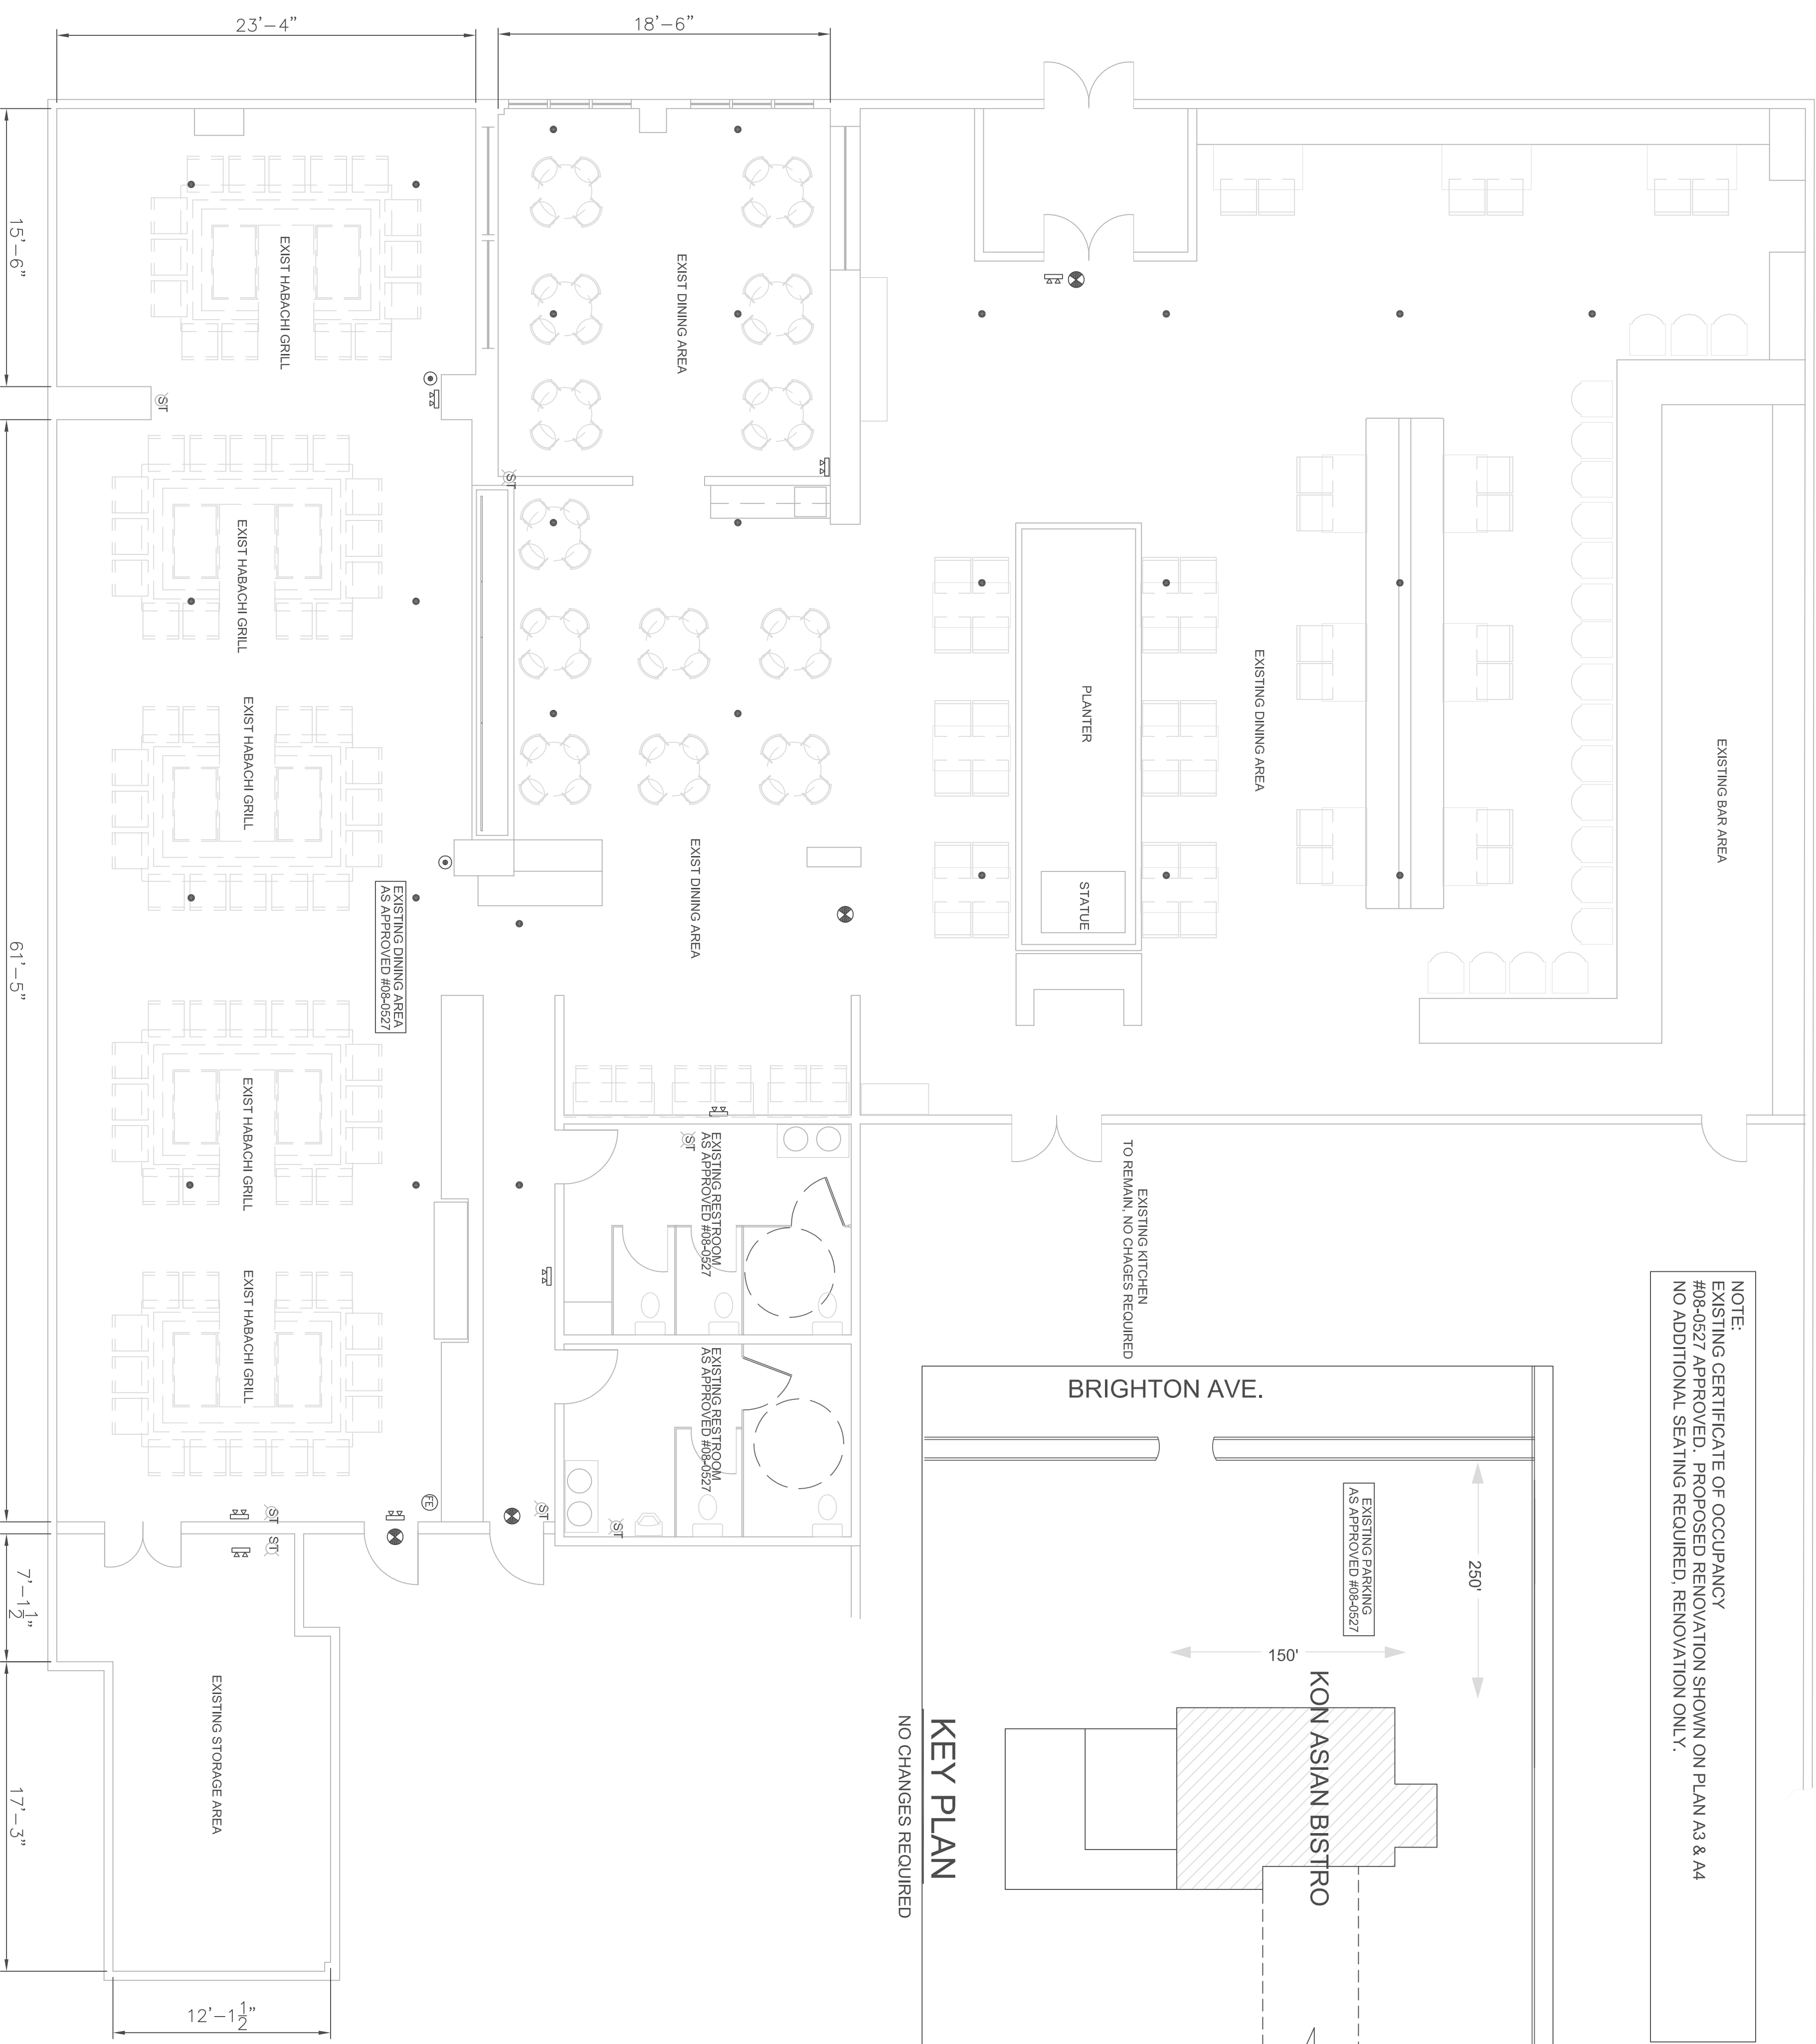 23'-4"
18'-6"
15'-6"
61'-5"
7'-1 1/2"
17'-3"
12'-1 1/2"
EXIST HABACHI GRILL
EXIST HABACHI GRILL
EXIST HABACHI GRILL
EXIST HABACHI GRILL
EXIST HABACHI GRILL
EXIST DINING AREA
EXIST DINING AREA
EXISTING DINING AREA
AS APPROVED #08-0527
PLANTER
STATUE
EXISTING DINING AREA
EXISTING BAR AREA
EXISTING RESTROOM
AS APPROVED #08-0527
EXISTING RESTROOM
AS APPROVED #08-0527
EXISTING KITCHEN
TO REMAIN, NO CHAGES REQUIRED
EXISTING STORAGE AREA
ST
ST
ST
ST
ST
ST
ST
FE
NOTE:
EXISTING CERTIFICATE OF OCCUPANCY
#08-0527 APPROVED. PROPOSED RENOVATION SHOWN ON PLAN A3 & A4
NO ADDITIONAL SEATING REQUIRED, RENOVATION ONLY.
BRIGHTON AVE.
EXISTING PARKING
AS APPROVED #08-0527
250'
150'
KON ASIAN BISTRO
KEY PLAN
NO CHANGES REQUIRED